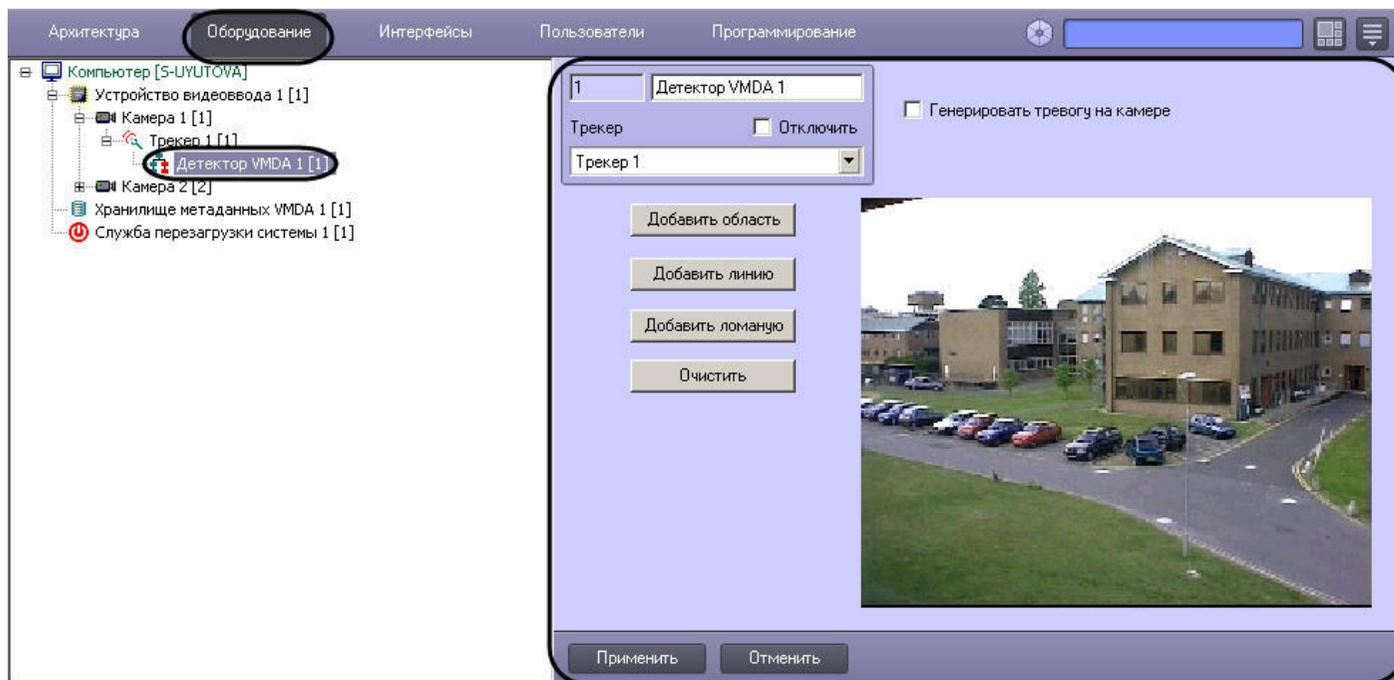 Архитектура Оборудование Интерфейсы Пользователи Программирование
Компьютер [S-UYUTOVA]
Устройство видеоввода 1 [1]
Камера 1 [1]
Трекер 1 [1]
Детектор VMDA 1 [1]
Камера 2 [2]
Хранилище метаданных VMDA 1 [1]
Служба перезагрузки системы 1 [1]
1 Детектор VMDA 1
Трекер Отключить
Трекер 1
Генерировать тревогу на камере
Добавить область
Добавить линию
Добавить ломаную
Очистить
Применить Отменить